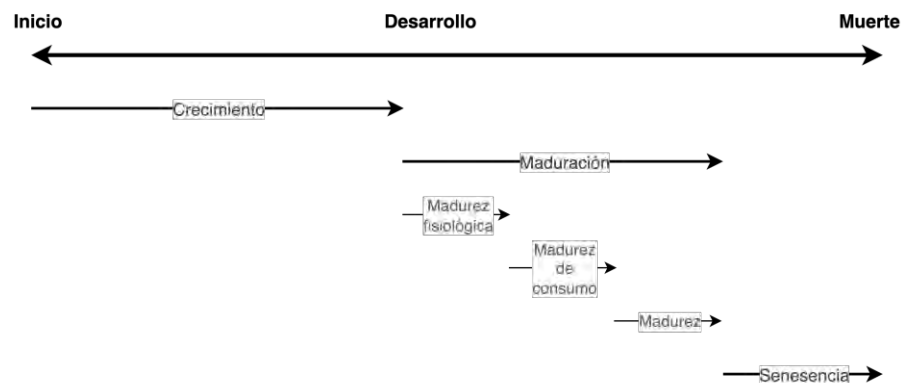 Inicio Desarrollo Muerte
Crecimiento
Maduración
Madurez
fisiológica
Madurez
de
consumo
Madurez
Senesencia